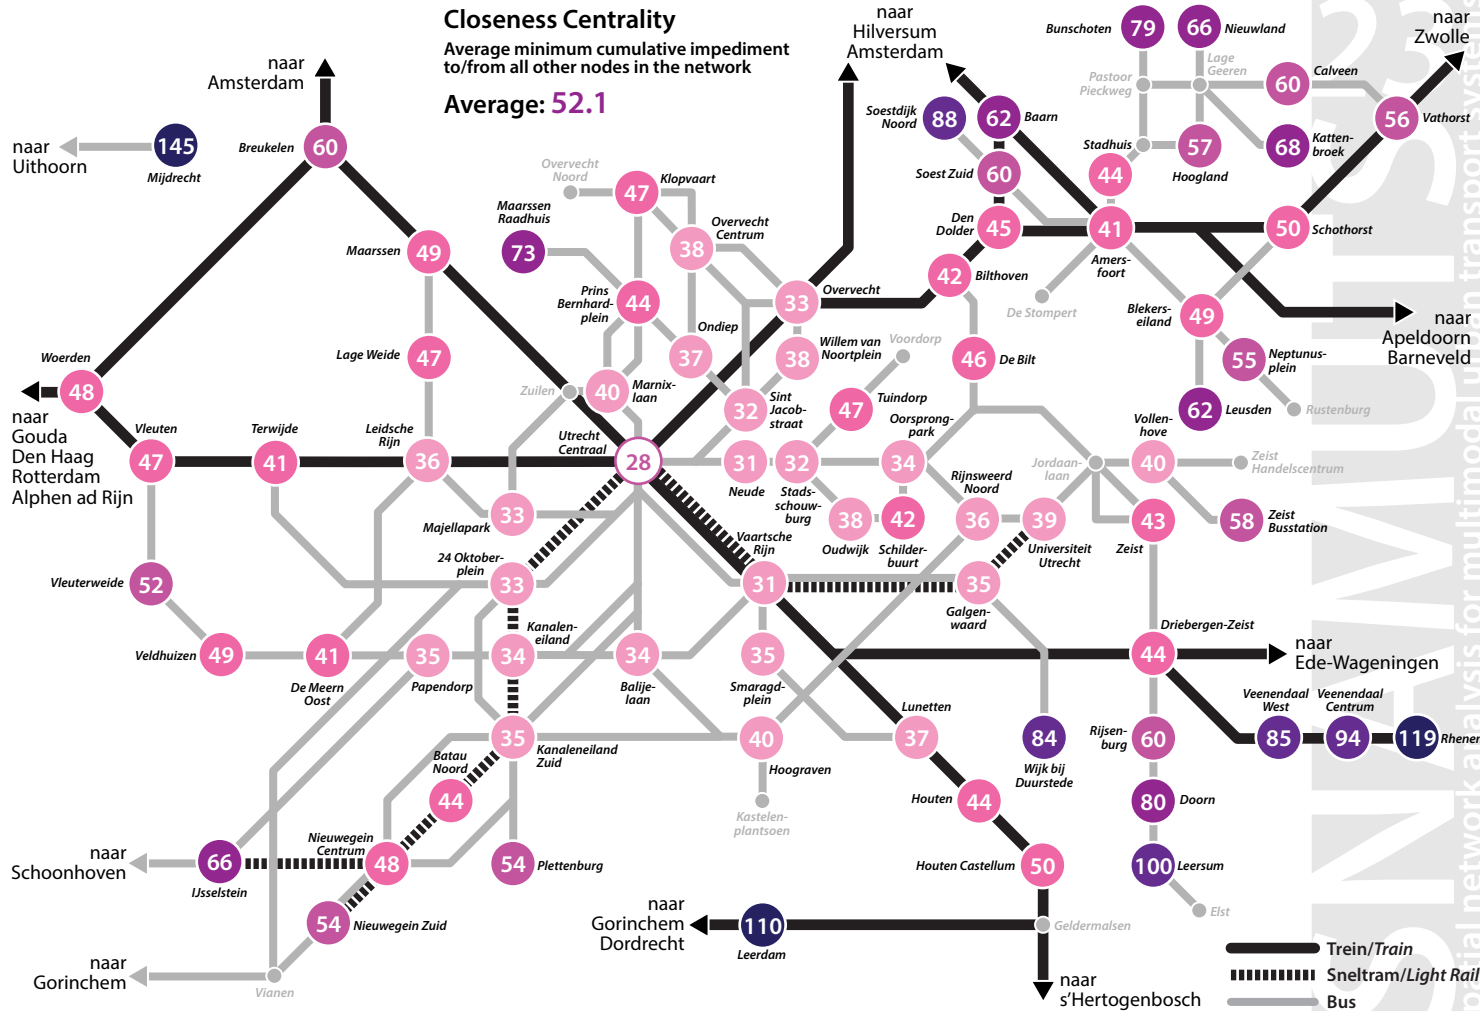 Closeness Centrality
Average minimum cumulative impediment
to/from all other nodes in the network
Average: 52.1
naar
Hilversum
Amsterdam
naar
Zwolle
naar
Amsterdam
naar
Uithoorn
145
Mijdrecht
Breukelen
60
Bunschoten
79
66
Nieuwland
Pastoor
Pieckweg
Lage
Geeren
60
Calveen
56
Vathorst
Soestdijk
Noord
88
62
Baarn
Stadhuis
44
57
Hoogland
68
Katten-
broek
Soest Zuid
60
Overvecht
Noord
47
Klopvaart
Maarssen
Raadhuis
73
Overvecht
Centrum
38
Maarssen
49
Den
Dolder
45
41
Amers-
foort
50
Schothorst
42
Bilthoven
De Stompert
Prins
Bernhard-
plein
44
Overvecht
33
Blekers-
eiland
49
naar
Apeldoorn
Barneveld
Ondiep
37
Willem van
Noortplein
38
Voordorp
46
De Bilt
55
Neptunus-
plein
Lage Weide
47
Woerden
48
naar
Gouda
Den Haag
Rotterdam
Alphen ad Rijn
Zuilen
40
Marnix-
laan
32
Sint
Jacob-
straat
47
Tuindorp
62
Leusden
Rustenburg
Vleuten
47
Terwijde
41
Leidsche
Rijn
36
Utrecht
Centraal
28
31
Neude
32
Stads-
schouw-
burg
Oorsprong-
park
34
Jordaan-
laan
Vollen-
hove
40
Zeist
Handelscentrum
33
Majellapark
38
Oudwijk
42
Schilder-
buurt
Rijnsweerd
Noord
36
39
Universiteit
Utrecht
43
Zeist
58
Zeist
Busstation
Vleuterweide
52
24 Oktober-
plein
33
Vaartsche
Rijn
31
35
Galgen-
waard
Veldhuizen
49
41
De Meern
Oost
35
Papendorp
Kanalen-
eiland
34
34
Balije-
laan
35
Smaragd-
plein
Driebergen-Zeist
44
naar
Ede-Wageningen
35
Kanaleneiland
Zuid
40
Hoograven
Lunetten
37
84
Wijk bij
Duurstede
Rijsen-
burg
60
Veenendaal
West
85
Veenendaal
Centrum
94
119
Rhenen
Batau
Noord
44
Kastelen-
plantsoen
Houten
44
80
Doorn
naar
Schoonhoven
66
IJsselstein
Nieuwegein
Centrum
48
54
Plettenburg
Houten Castellum
50
100
Leersum
Elst
54
Nieuwegein Zuid
naar
Gorinchem
Dordrecht
110
Leerdam
Geldermalsen
naar
Gorinchem
Vianen
naar
s'Hertogenbosch
Trein/Train
Sneltram/Light Rail
Bus